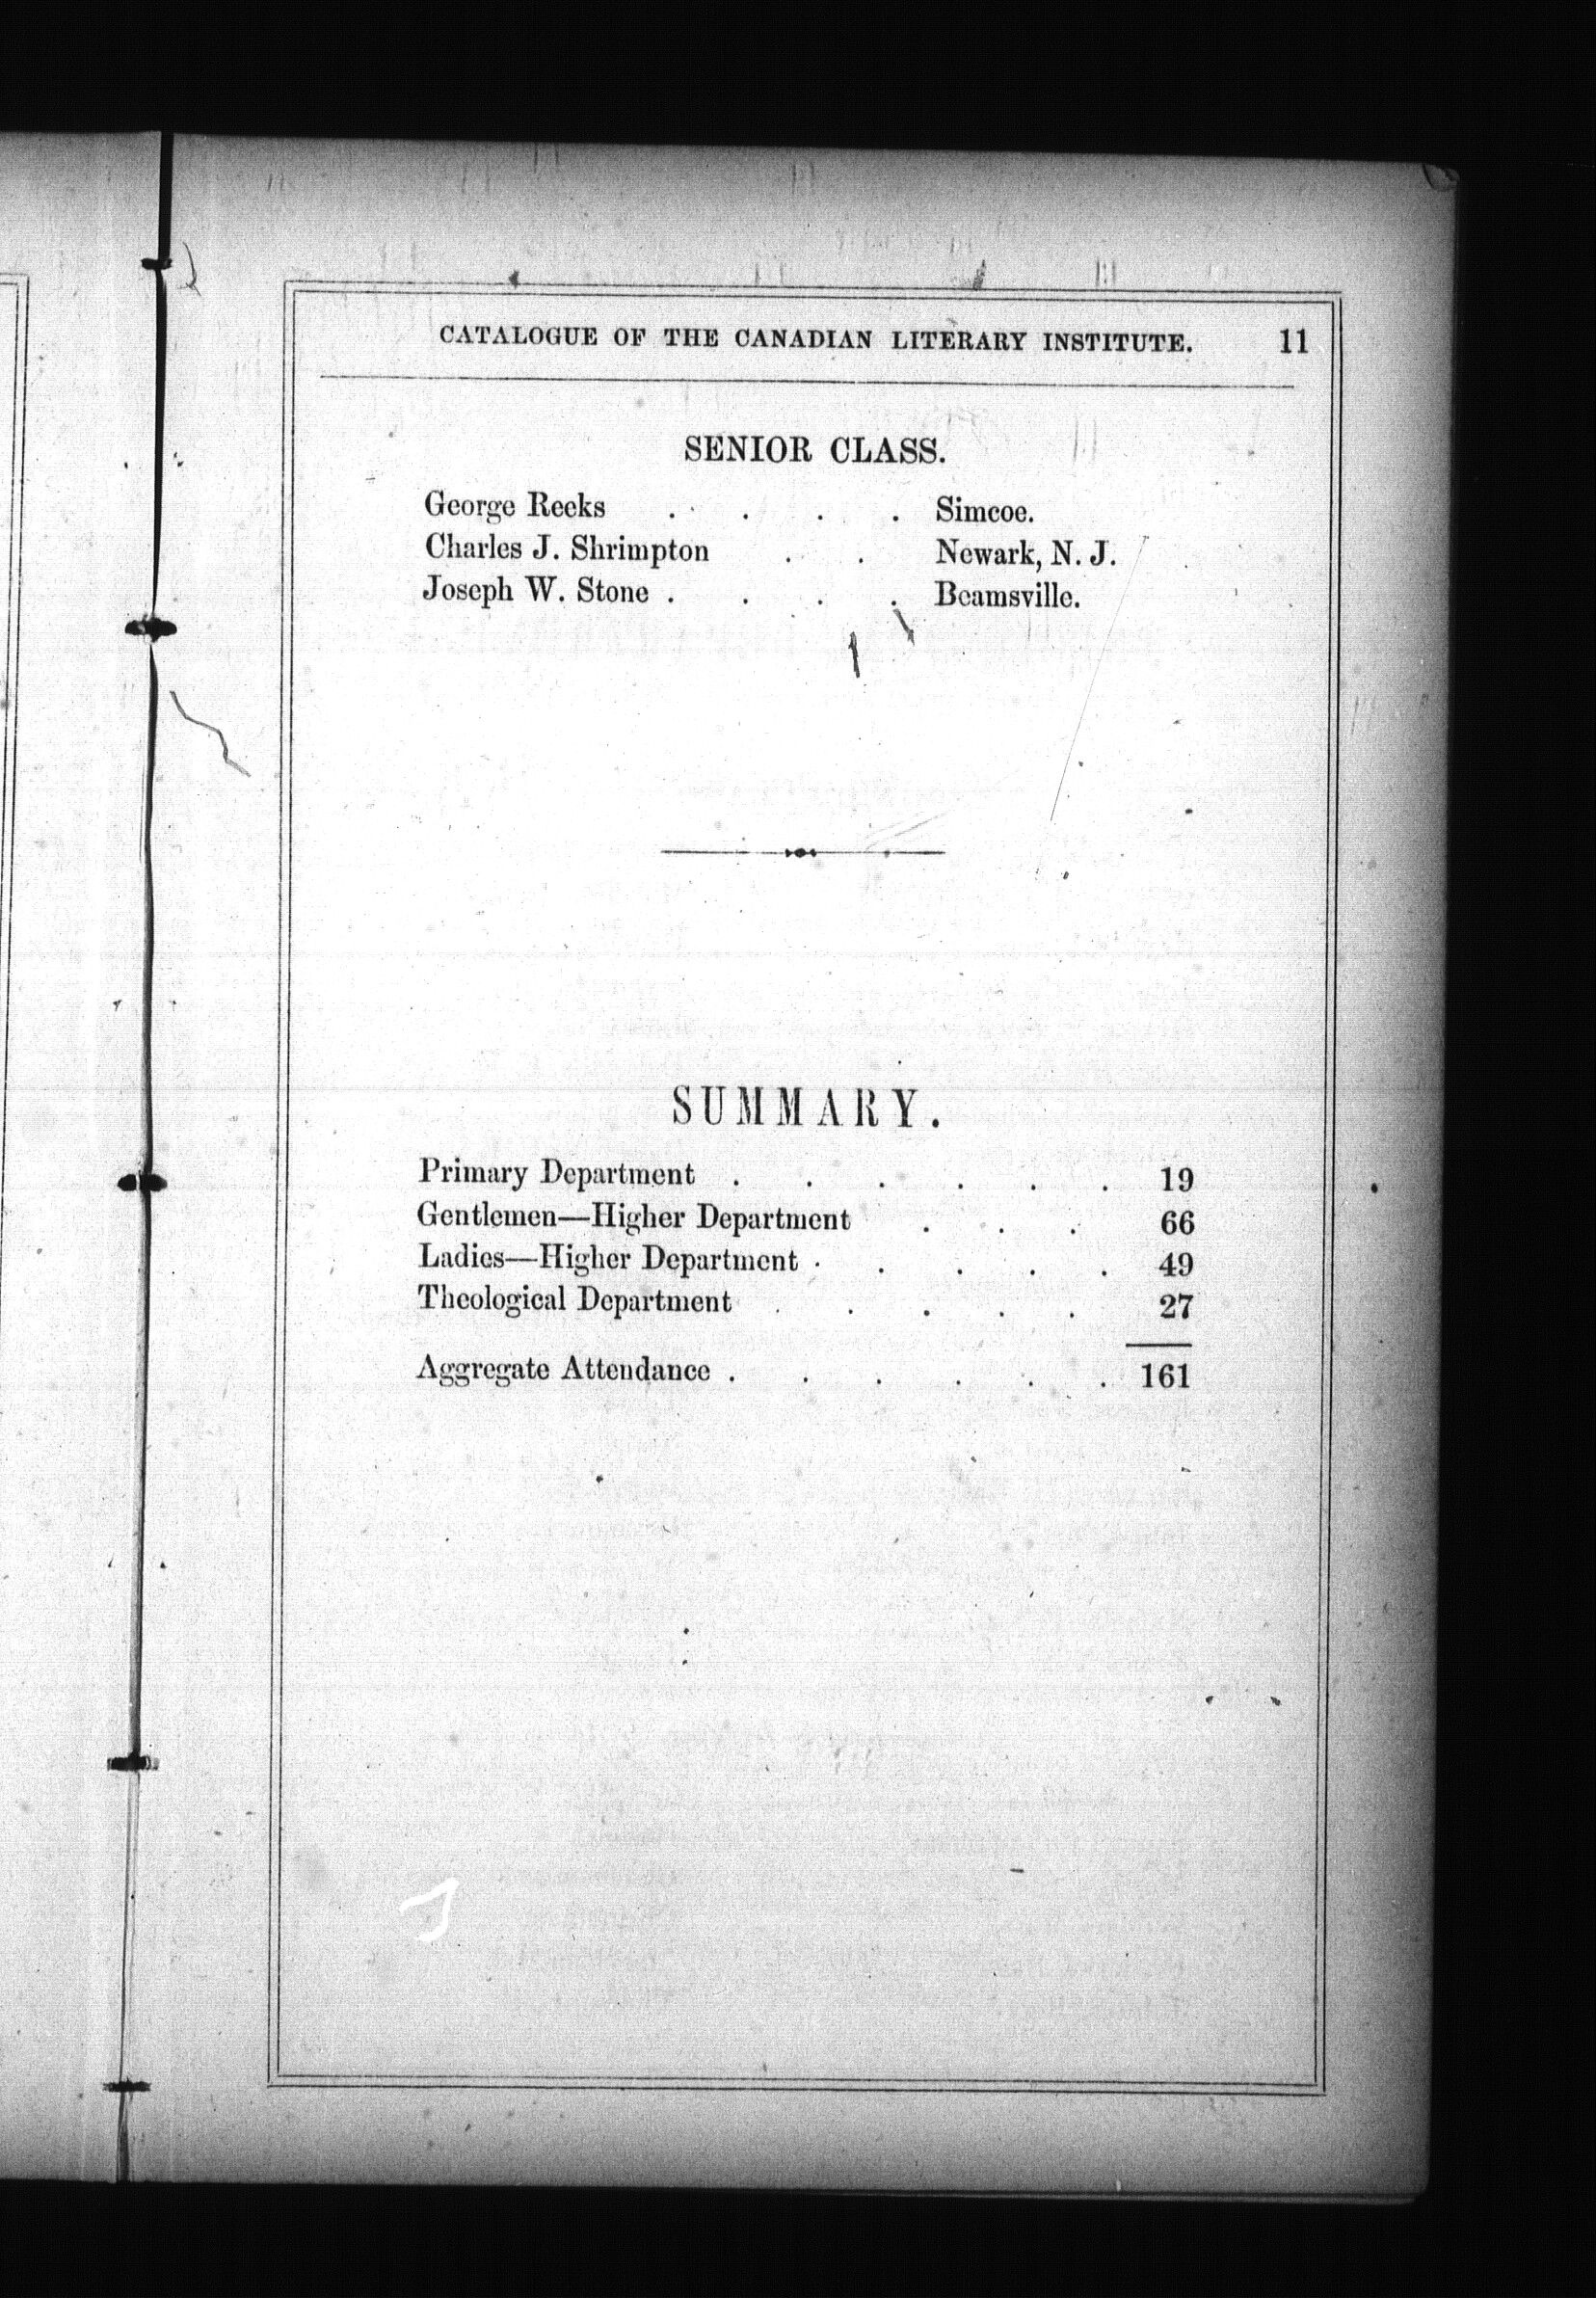 CATALOGUE OF THE CANADIAN LITERARY INSTITUTE. 11
SENIOR CLASS.
George Reeks . . . . Simcoe.
Charles J. Shrimpton . . Newark, N. J.
Joseph W. Stone . . . . Beamsville.
SUMMARY.
Primary Department . . . . . . 19
Gentlemen—Higher Department . . . 66
Ladies—Higher Department . . . . . 49
Theological Department . . . . . 27
Aggregate Attendance . . . . . . 161